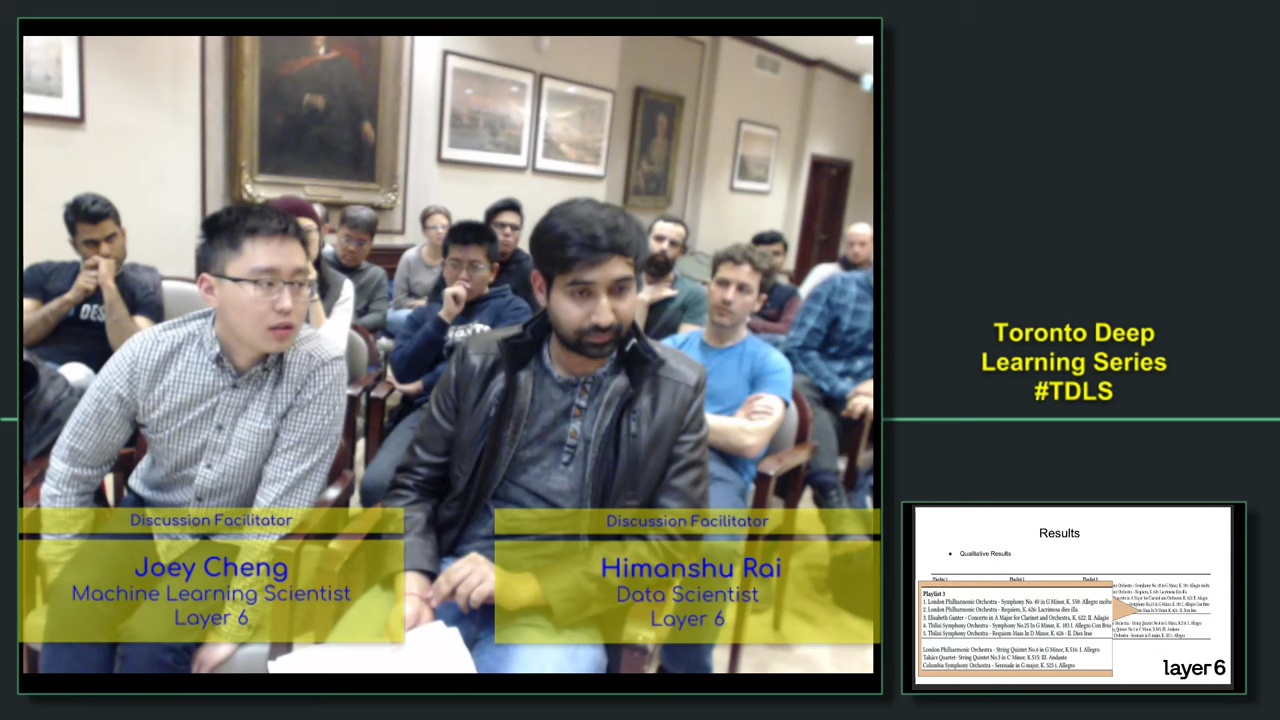 Discussion Facilitator
Joey Cheng
Machine Learning Scientist
Layer 6
Discussion Facilitator
Himanshu Rai
Data Scientist
Layer 6
Toronto Deep
Learning Series
#TDLS
Results
Qualitative Results
Playlist 1 Playlist 2 Playlist 3
Playlist 3
1. London Philharmonic Orchestra - Symphony No. 40 in G Minor, K. 550: Allegro molto
2. London Philharmonic Orchestra - Requiem, K. 626: Lacrimosa dies illa
3. Elisabeth Ganter - Concerto in A Major for Clarinet and Orchestra, K. 622: II. Adagio
4. Tbilisi Symphony Orchestra - Symphony No.25 In G Minor, K. 183 I. Allegro Con Brio
5. Tbilisi Symphony Orchestra - Requiem Mass In D Minor, K. 626 : II. Dies Irae
London Philharmonic Orchestra - String Quintet No.4 in G Minor, K.516: I. Allegro
Takács Quartet- String Quintet No.3 in C Minor, K.515: III. Andante
Columbia Symphony Orchestra - Serenade in G major, K. 525 i. Allegro
layer 6